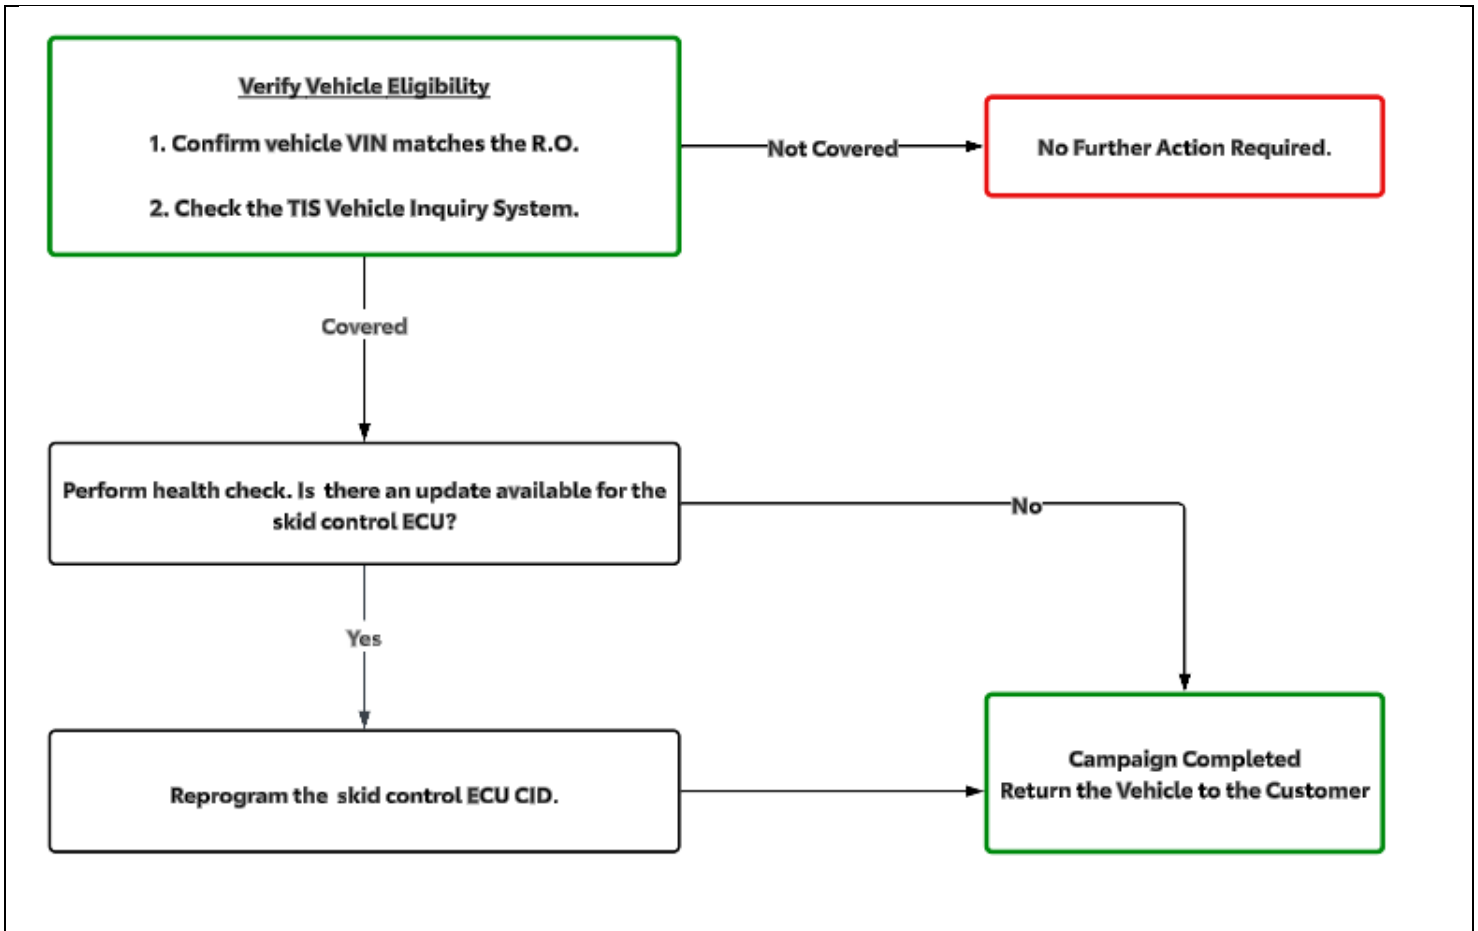 Verify Vehicle Eligibility
1. Confirm vehicle VIN matches the R.O.
2. Check the TIS Vehicle Inquiry System.
Not Covered
No Further Action Required.
Covered
Perform health check. Is there an update available for the
skid control ECU?
No
Yes
Reprogram the skid control ECU CID.
Campaign Completed
Return the Vehicle to the Customer